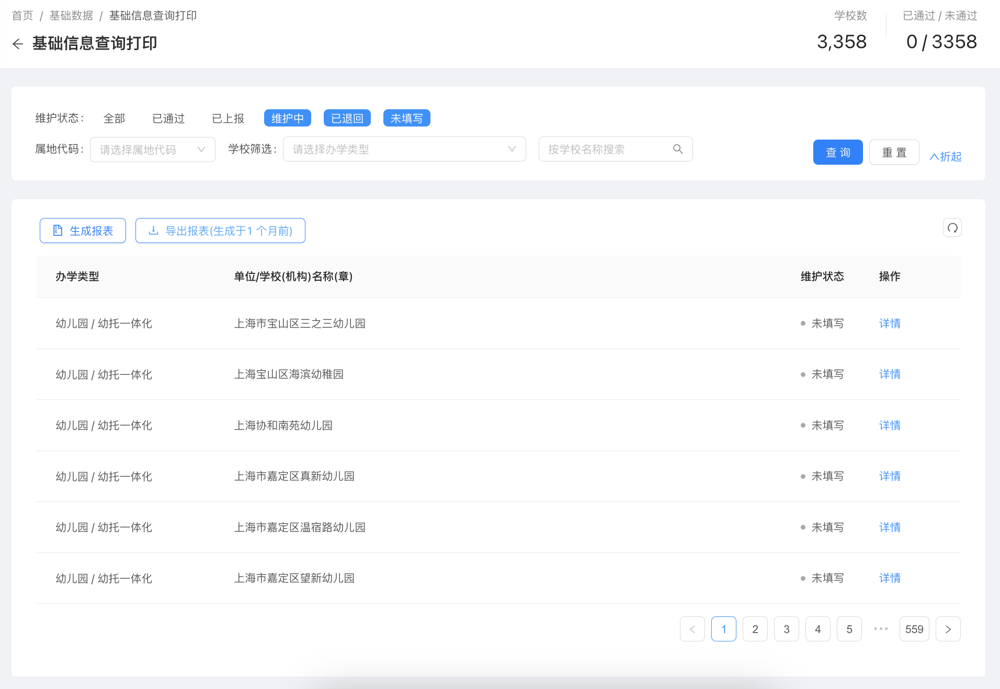 首页 / 基础数据 / 基础信息查询打印
基础信息查询打印
学校数
3,358
已通过 / 未通过
0 / 3358
维护状态: 全部 已通过 已上报 维护中 已退回 未填写
属地代码: 请选择属地代码 学校筛选: 请选择办学类型 按学校名称搜索 查 询 重 置 折起
生成报表 导出报表(生成于1 个月前)
办学类型 单位/学校(机构)名称(章) 维护状态 操作
幼儿园 / 幼托一体化 上海市宝山区三之三幼儿园 未填写 详情
幼儿园 / 幼托一体化 上海宝山区海滨幼稚园 未填写 详情
幼儿园 / 幼托一体化 上海协和南苑幼儿园 未填写 详情
幼儿园 / 幼托一体化 上海市嘉定区真新幼儿园 未填写 详情
幼儿园 / 幼托一体化 上海市嘉定区温宿路幼儿园 未填写 详情
幼儿园 / 幼托一体化 上海市嘉定区望新幼儿园 未填写 详情
1 2 3 4 5 ••• 559